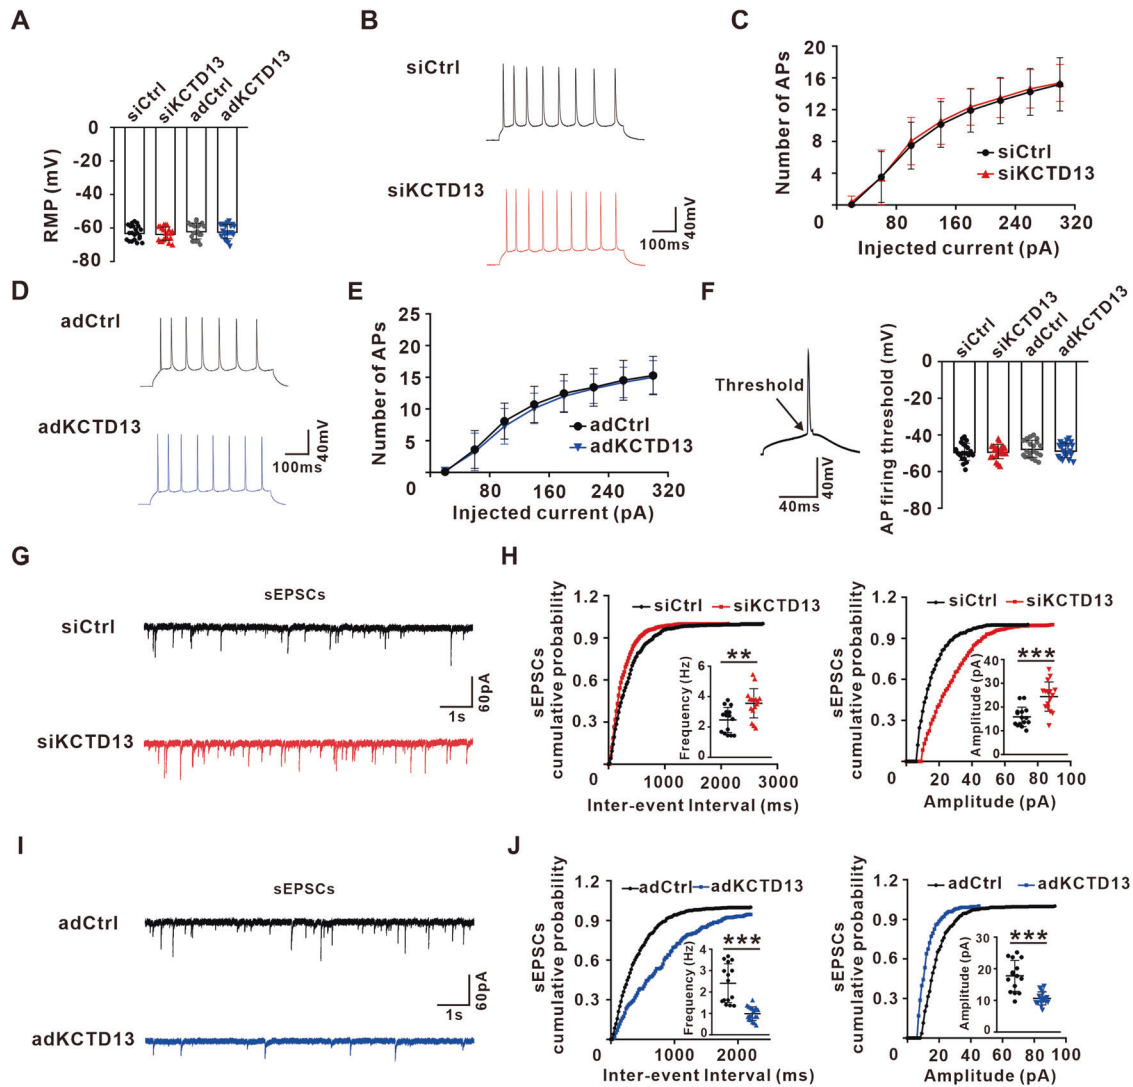 A
siCtrl
siKCTD13
adCtrl
adKCTD13
0
-20
-40
-60
-80
RMP (mV)
B
siCtrl
siKCTD13
100ms
40mV
C
20
16
12
8
4
0
80
160
240
320
Number of APs
Injected current (pA)
siCtrl
siKCTD13
D
adCtrl
adKCTD13
100ms
40mV
E
25
20
15
10
5
0
80
160
240
320
Number of APs
Injected current (pA)
adCtrl
adKCTD13
F
Threshold
40ms
40mV
siCtrl
siKCTD13
adCtrl
adKCTD13
0
-20
-40
-60
-80
AP firing threshold (mV)
G
sEPSCs
siCtrl
siKCTD13
1s
60pA
H
sEPSCs
cumulative probability
1.2
0.9
0.6
0.3
0
1000
2000
3000
Inter-event Interval (ms)
siCtrl
siKCTD13
**
Frequency (Hz)
6
4
2
0
sEPSCs
cumulative probability
1.2
0.9
0.6
0.3
0
20
40
60
80
100
Amplitude (pA)
siCtrl
siKCTD13
***
Amplitude (pA)
40
30
20
10
0
I
sEPSCs
adCtrl
adKCTD13
1s
60pA
J
sEPSCs
cumulative probability
1.2
0.9
0.6
0.3
0
1000
2000
Inter-event Interval (ms)
adCtrl
adKCTD13
***
Frequency (Hz)
4
3
2
1
0
sEPSCs
cumulative probability
1.2
0.9
0.6
0.3
0
20
40
60
80
100
Amplitude (pA)
adCtrl
adKCTD13
***
Amplitude (pA)
30
20
10
0